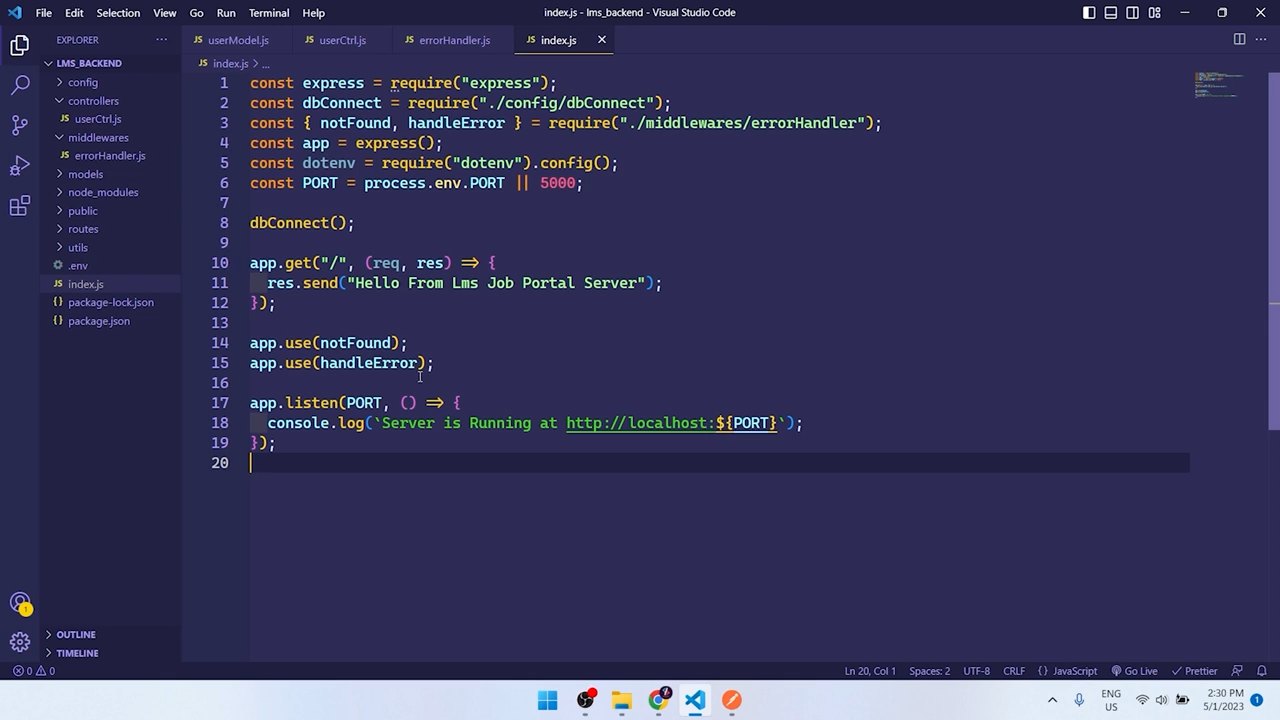 File Edit Selection View Go Run Terminal Help
index.js - lms_backend - Visual Studio Code
EXPLORER
userModel.js
userCtrl.js
errorHandler.js
index.js
LMS_BACKEND
config
controllers
userCtrl.js
middlewares
errorHandler.js
models
node_modules
public
routes
utils
.env
index.js
package-lock.json
package.json
OUTLINE
TIMELINE
index.js > ...
1 const express = require("express");
2 const dbConnect = require("./config/dbConnect");
3 const { notFound, handleError } = require("./middlewares/errorHandler");
4 const app = express();
5 const dotenv = require("dotenv").config();
6 const PORT = process.env.PORT || 5000;
7
8 dbConnect();
9
10 app.get("/", (req, res) => {
11 res.send("Hello From Lms Job Portal Server");
12 });
13
14 app.use(notFound);
15 app.use(handleError);
16
17 app.listen(PORT, () => {
18 console.log(`Server is Running at http://localhost:${PORT}`);
19 });
20
1
0 0
Ln 20, Col 1 Spaces: 2 UTF-8 CRLF {} JavaScript Go Live Prettier
ENG
US
2:30 PM
5/1/2023
1